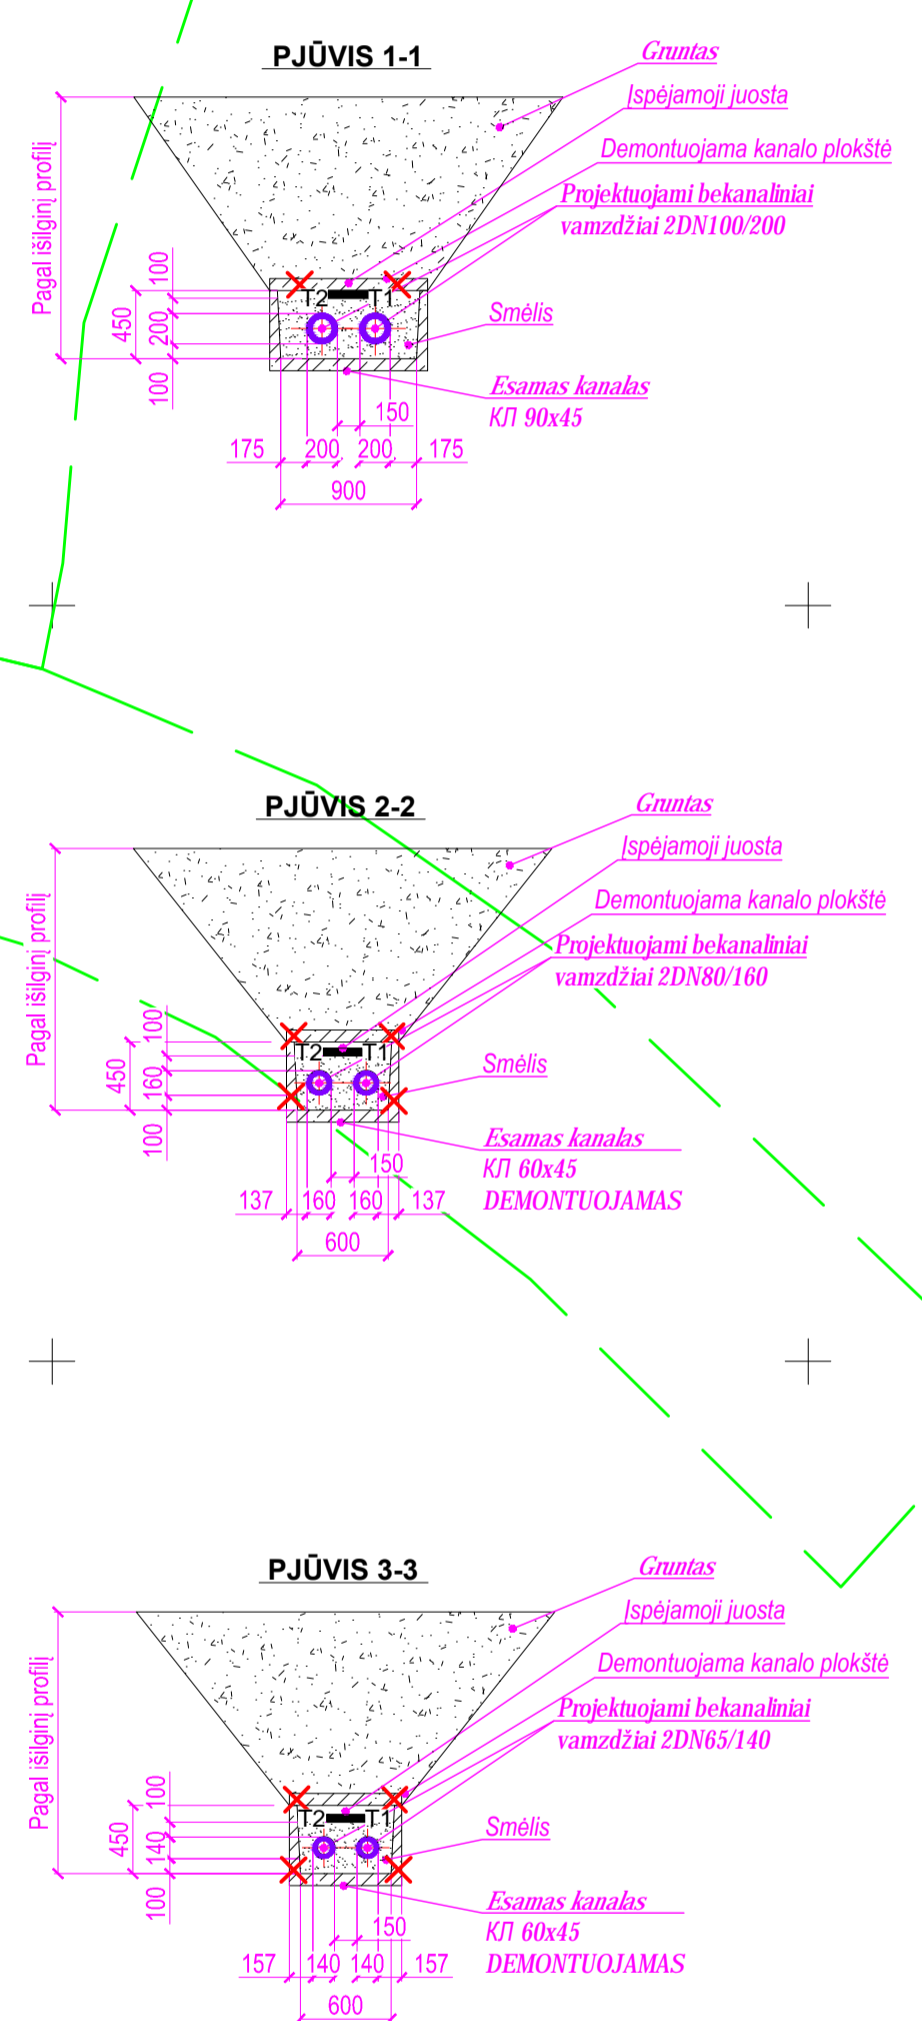 PJŪVIS 1-1
Gruntas
Įspėjamoji juosta
Demontuojama kanalo plokštė
Projektuojami bekanaliniai
vamzdžiai 2DN100/200
Pagal išilginį profilį
100
450
200
100
T2
T1
Smėlis
Esamas kanalas
КЛ 90x45
150
175
200
200
175
900
PJŪVIS 2-2
Gruntas
Įspėjamoji juosta
Demontuojama kanalo plokštė
Projektuojami bekanaliniai
vamzdžiai 2DN80/160
Pagal išilginį profilį
100
450
160
100
T2
T1
Smėlis
Esamas kanalas
КЛ 60x45
DEMONTUOJAMAS
150
137
160
160
137
600
PJŪVIS 3-3
Gruntas
Įspėjamoji juosta
Demontuojama kanalo plokštė
Projektuojami bekanaliniai
vamzdžiai 2DN65/140
Pagal išilginį profilį
100
450
140
100
T2
T1
Smėlis
Esamas kanalas
КЛ 60x45
DEMONTUOJAMAS
150
157
140
140
157
600